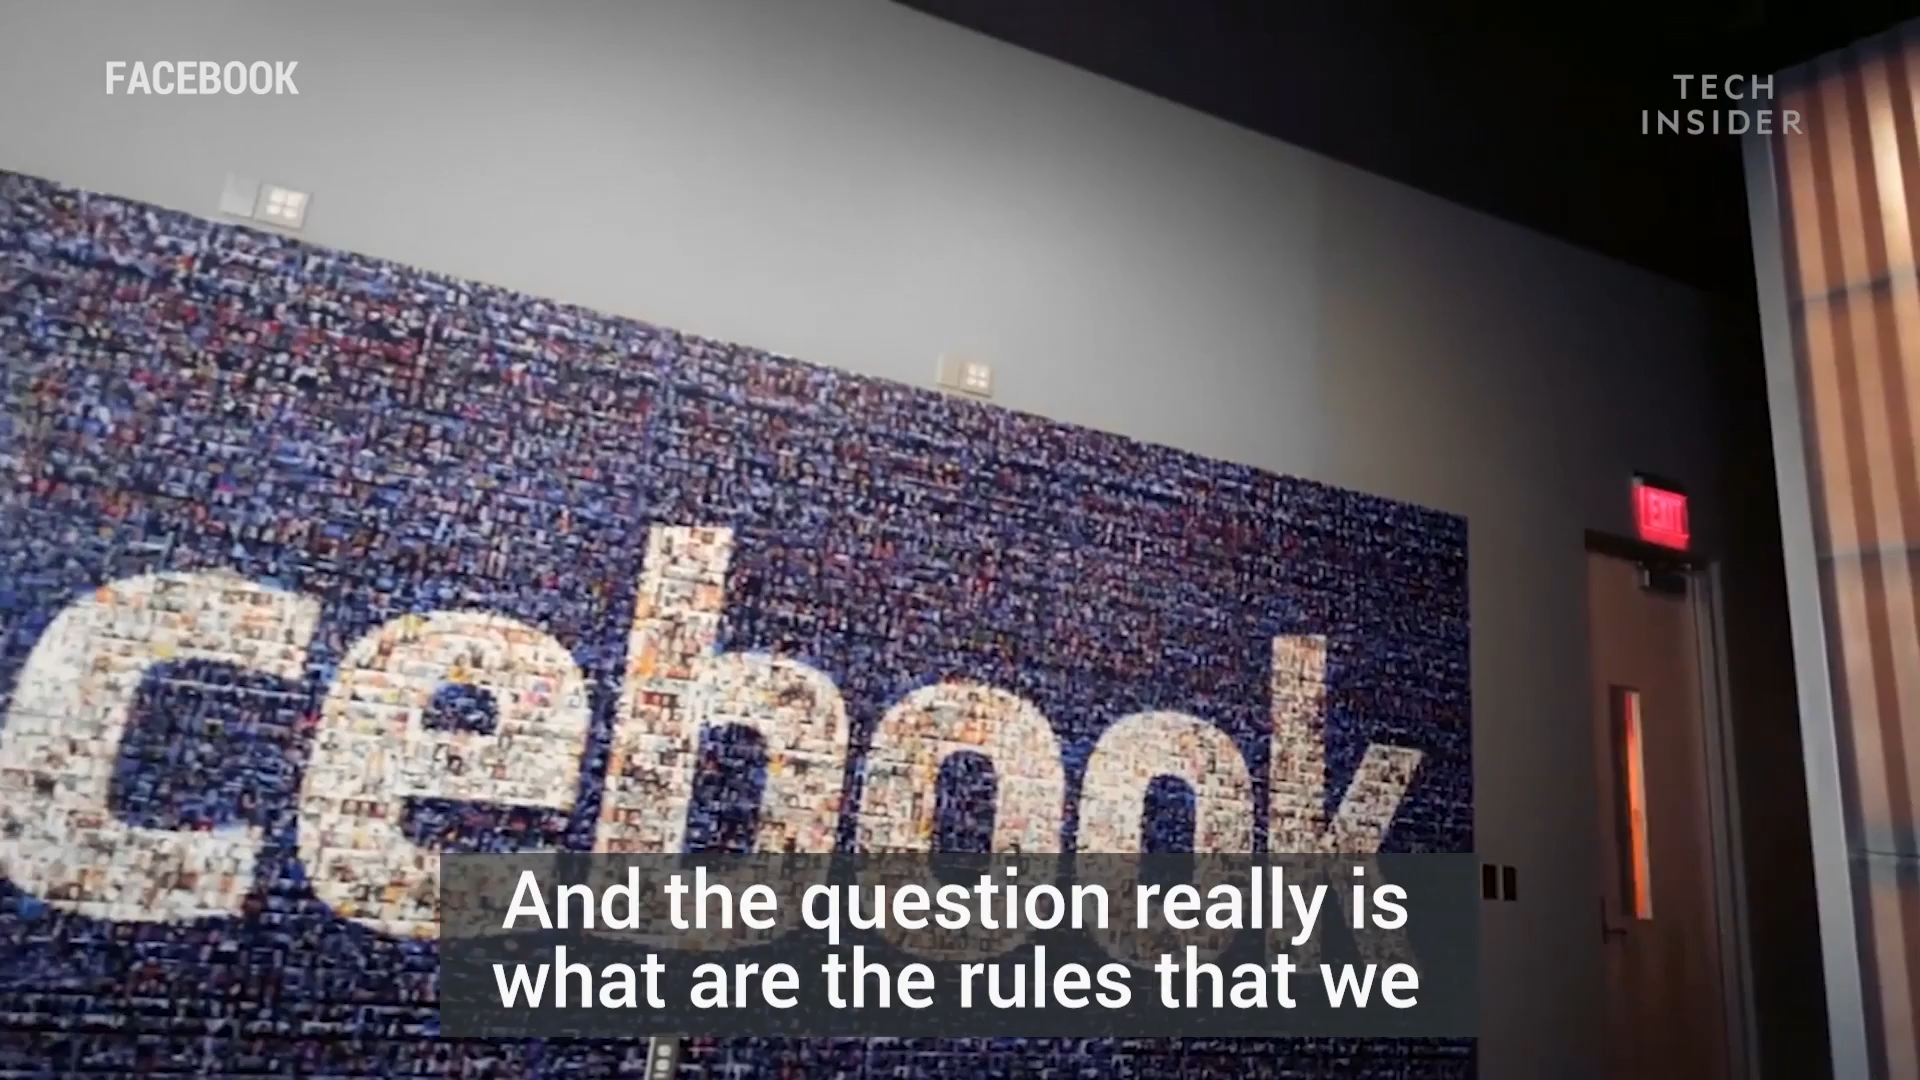 FACEBOOK
TECH
INSIDER
EXIT
cebook
And the question really is
what are the rules that we